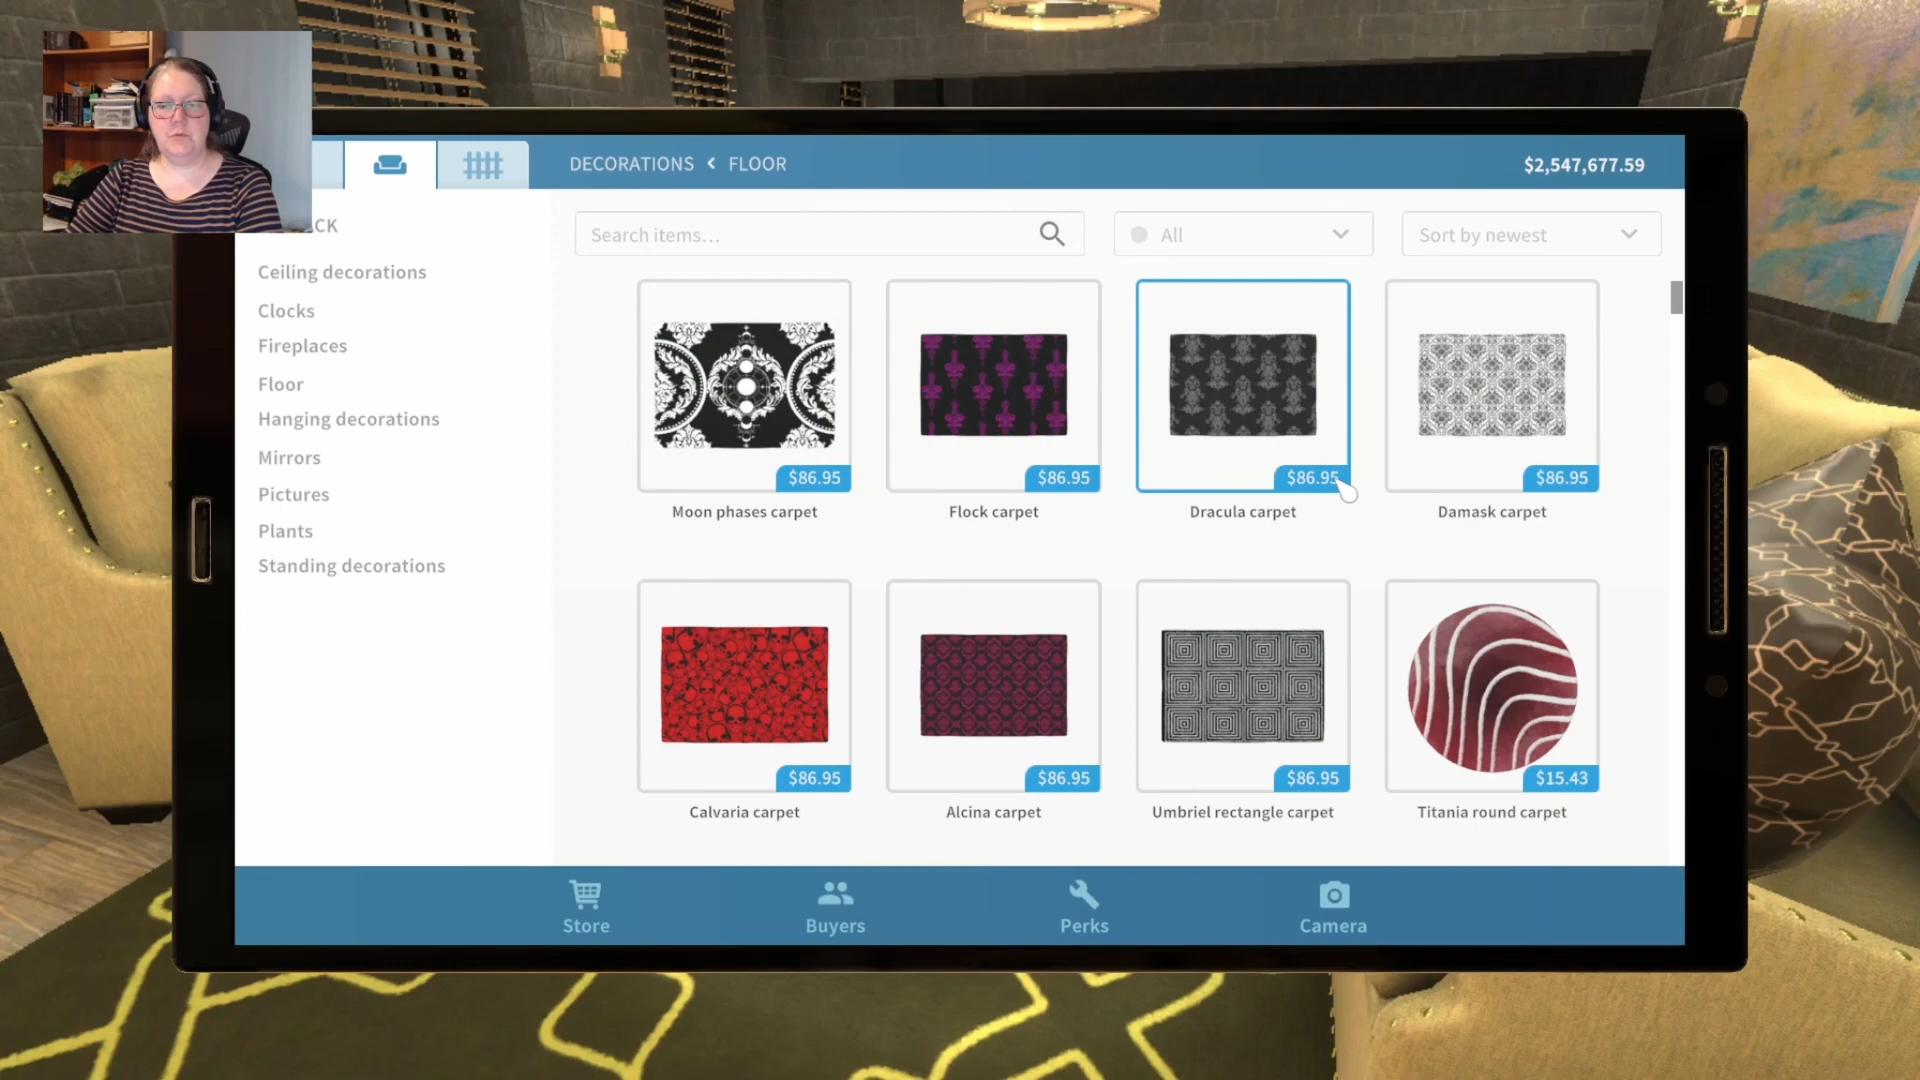 DECORATIONS < FLOOR
$2,547,677.59
CK
Search items...
All
Sort by newest
Ceiling decorations
Clocks
Fireplaces
Floor
Hanging decorations
Mirrors
Pictures
Plants
Standing decorations
$86.95
$86.95
$86.95
$86.95
Moon phases carpet
Flock carpet
Dracula carpet
Damask carpet
$86.95
$86.95
$86.95
$15.43
Calvaria carpet
Alcina carpet
Umbriel rectangle carpet
Titania round carpet
Store
Buyers
Perks
Camera